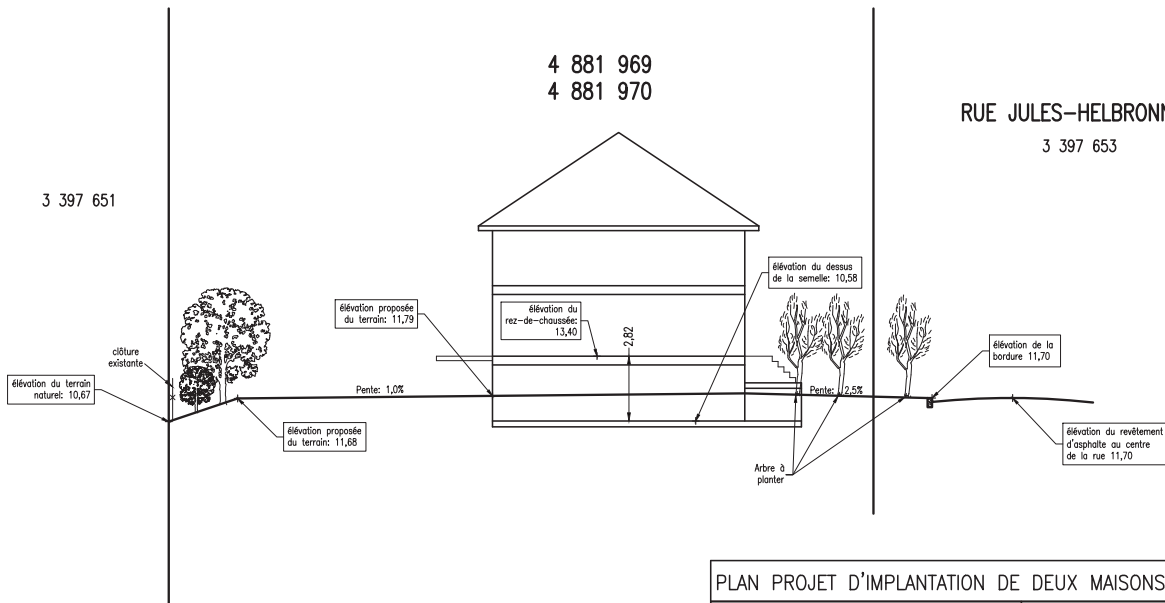 4 881 969
4 881 970
RUE JULES-HELBRONN
3 397 653
3 397 651
élévation du dessus
de la semelle: 10,58
élévation proposée
du terrain: 11,79
élévation du
rez-de-chaussée:
13,40
2,82
clôture
existante
élévation de la
bordure 11,70
élévation du terrain
naturel: 10,67
Pente: 1,0%
Pente: 2,5%
élévation proposée
du terrain: 11,68
élévation du revêtement
d'asphalte au centre
de la rue 11,70
Arbre à
planter
PLAN PROJET D'IMPLANTATION DE DEUX MAISONS